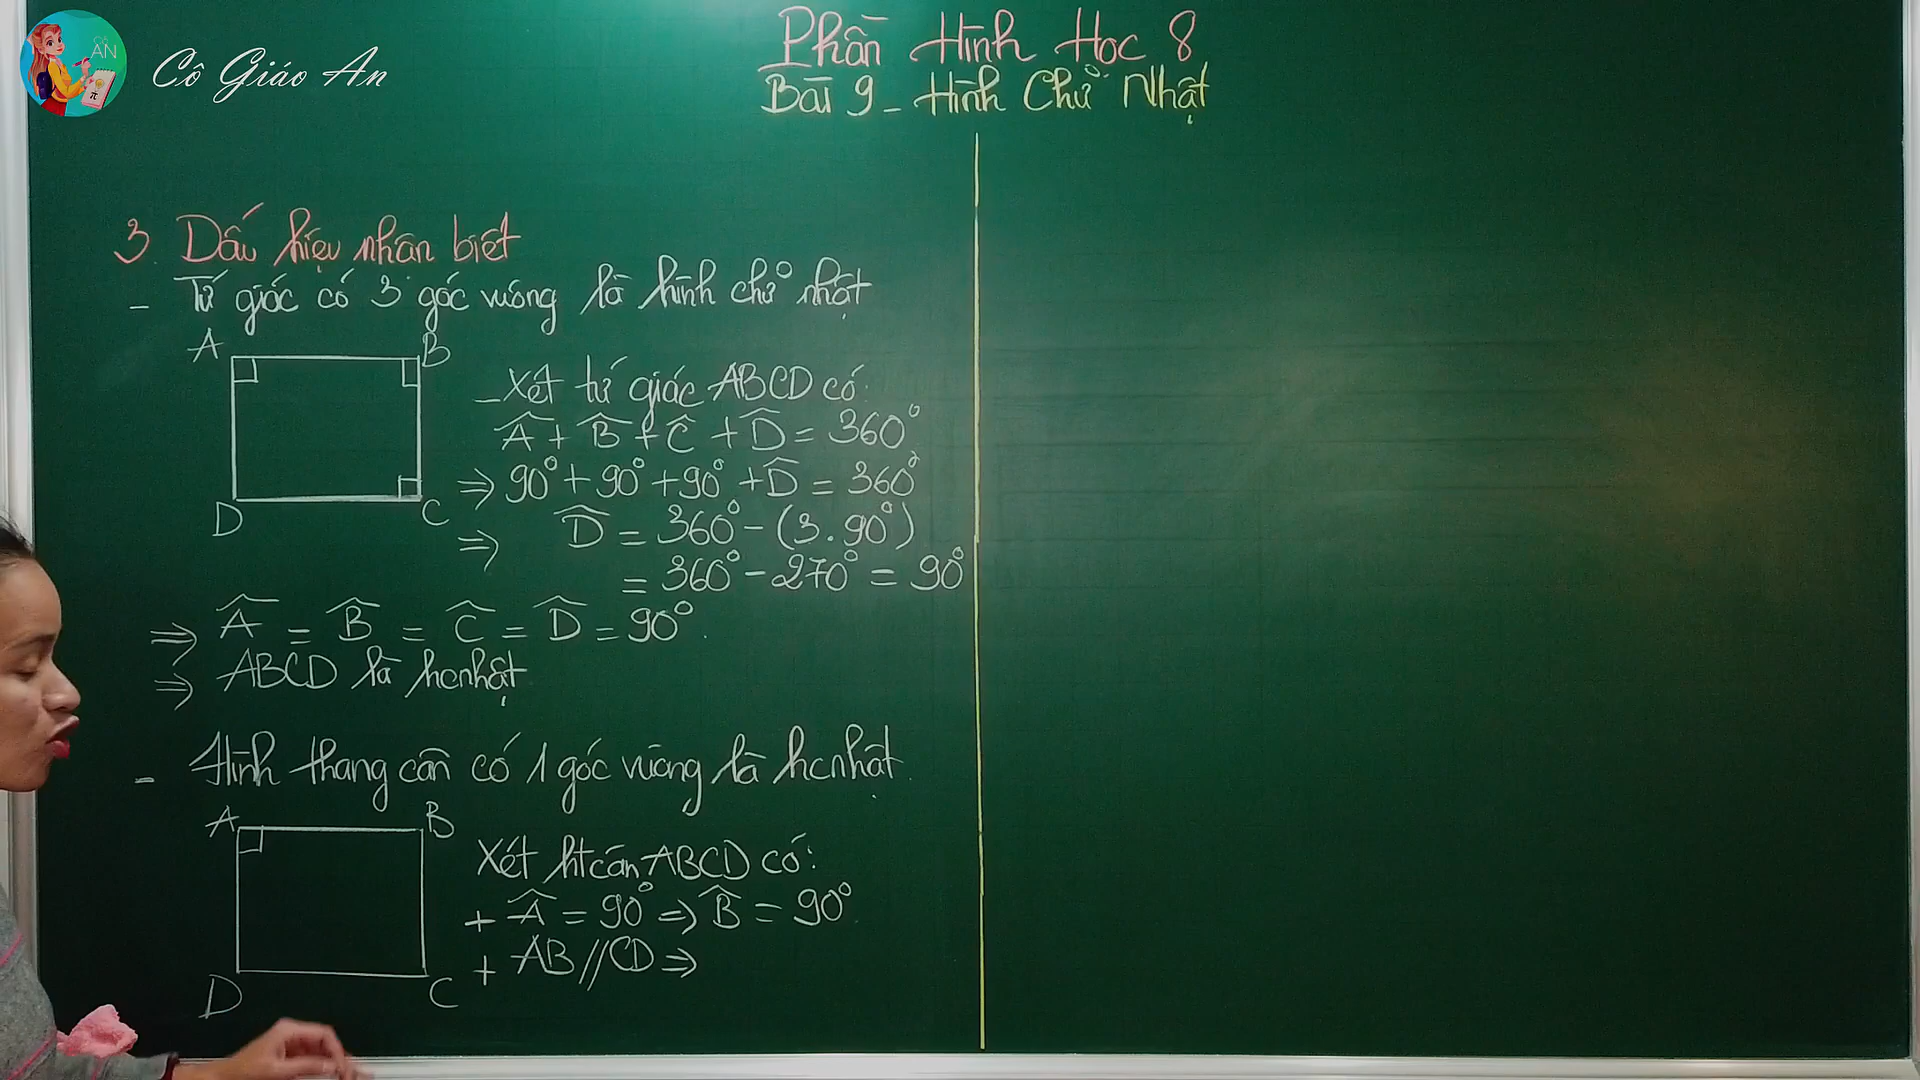 AN
π
Cô Giáo An
Phần Hình Học 8
Bài 9 - Hình Chữ Nhật
3. Dấu hiệu nhận biết
- Tứ giác có 3 góc vuông là hình chữ nhật
A B
- Xét tứ giác ABCD có:
Â + B̂ + Ĉ + D̂ = 360°
⇒ 90° + 90° + 90° + D̂ = 360°
D C
⇒ D̂ = 360° - (3.90°)
= 360° - 270° = 90°
⇒ Â = B̂ = Ĉ = D̂ = 90°.
⇒ ABCD là hcnhật
- Hình thang cân có 1 góc vuông là hcnhật.
A B
Xét htcân ABCD có:
+ Â = 90° ⇒ B̂ = 90°
+ AB // CD ⇒
D C